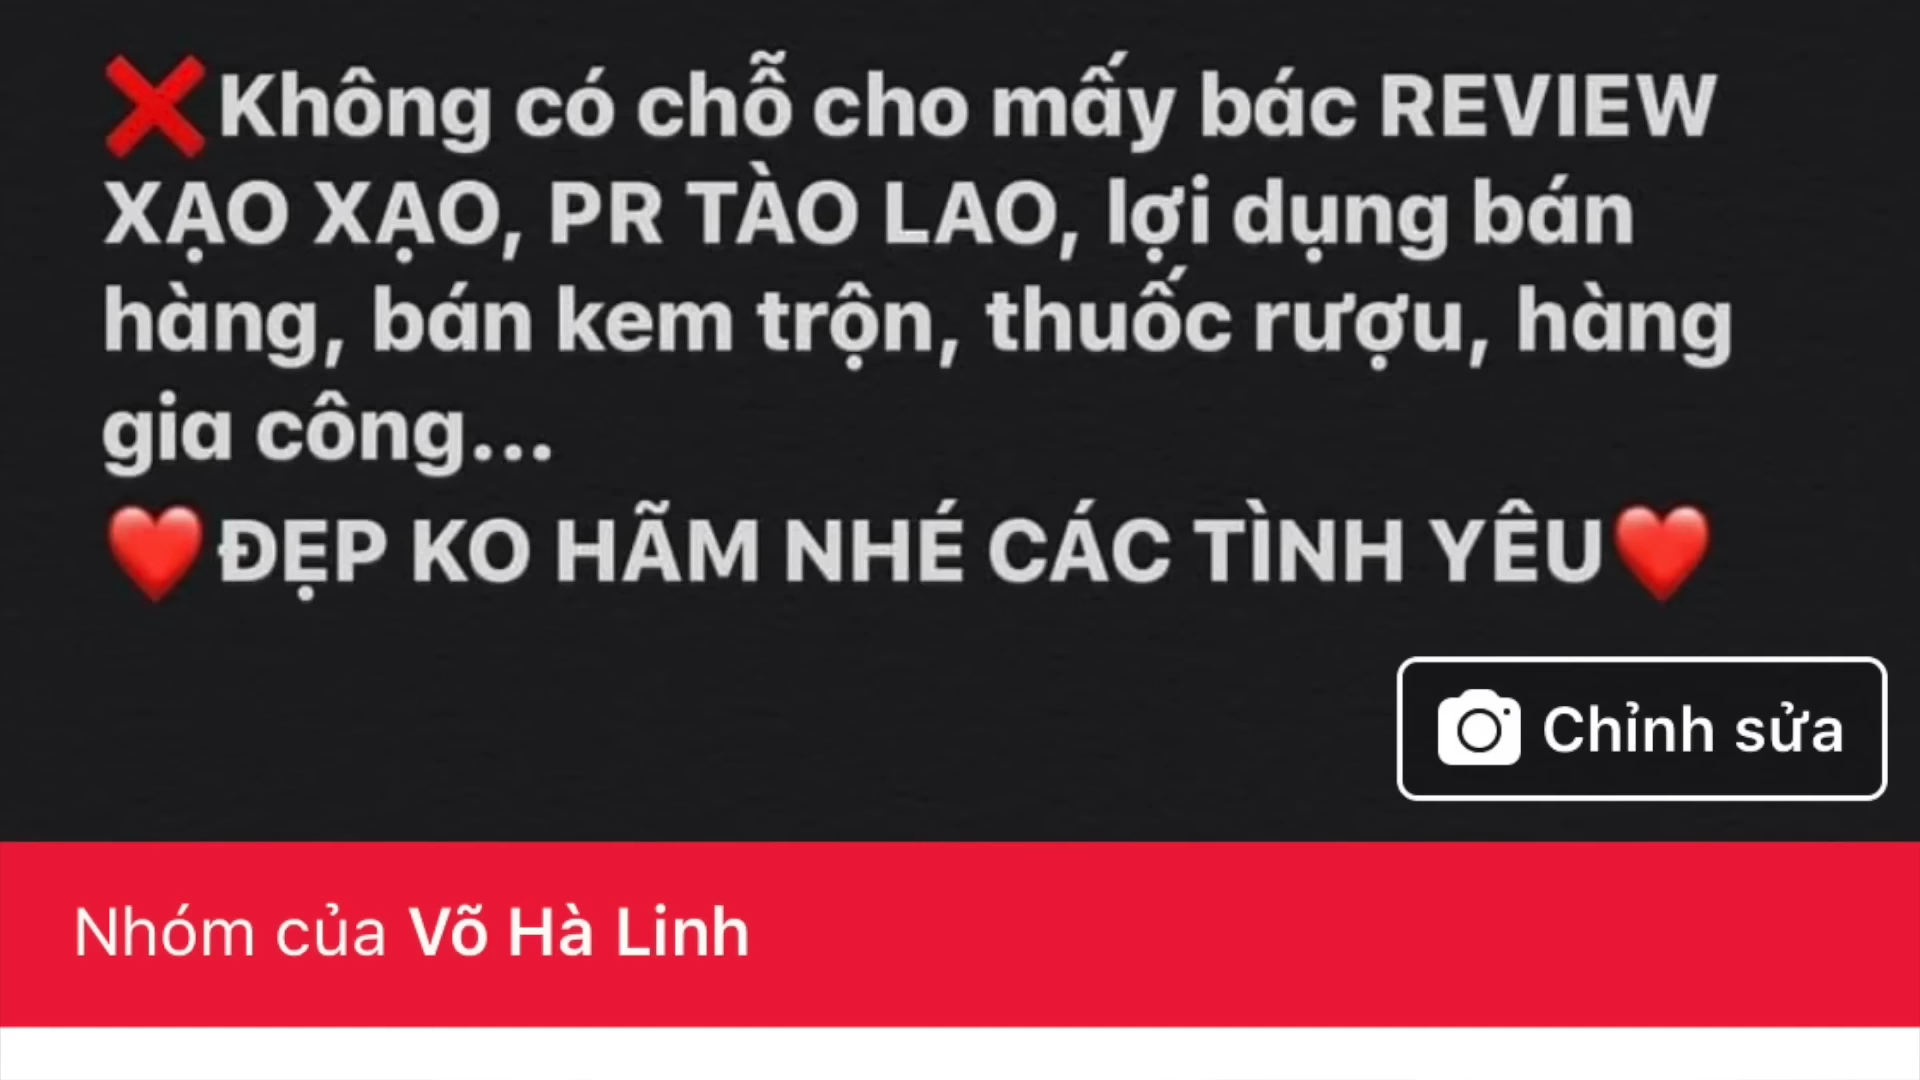 ❌Không có chỗ cho mấy bác REVIEW
XẠO XẠO, PR TÀO LAO, lợi dụng bán
hàng, bán kem trộn, thuốc rượu, hàng
gia công...
❤️ĐẸP KO HÃM NHÉ CÁC TÌNH YÊU❤️
Chỉnh sửa
Nhóm của Võ Hà Linh